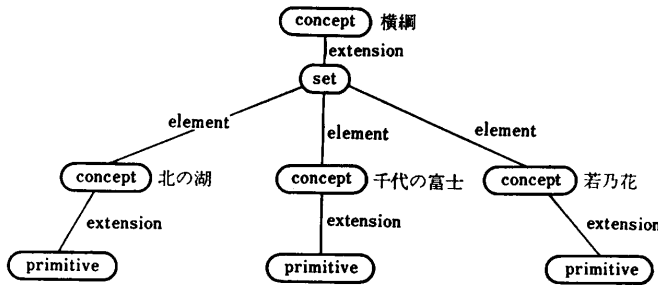 concept 横綱
extension
set
element element element
concept 北の湖 concept 千代の富士 concept 若乃花
extension extension extension
primitive primitive primitive